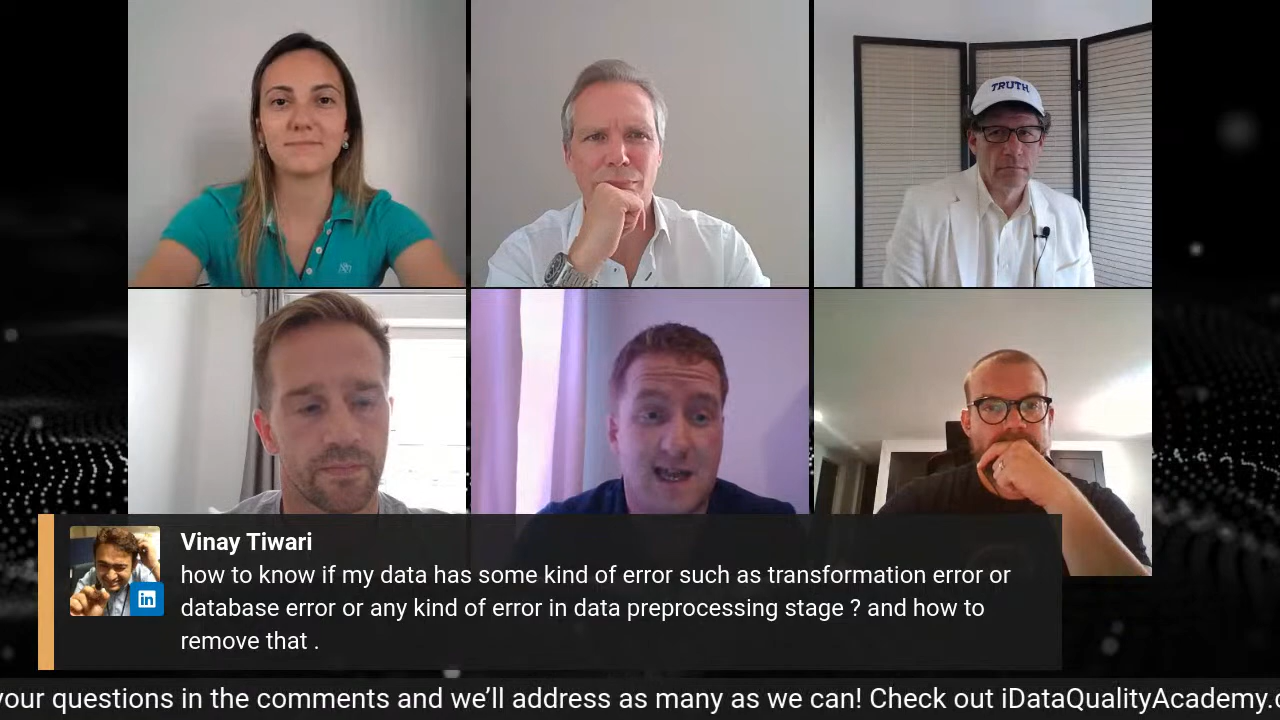 TRUTH
Vinay Tiwari
how to know if my data has some kind of error such as transformation error or
database error or any kind of error in data preprocessing stage ? and how to
remove that .
in
your questions in the comments and we’ll address as many as we can! Check out iDataQualityAcademy.